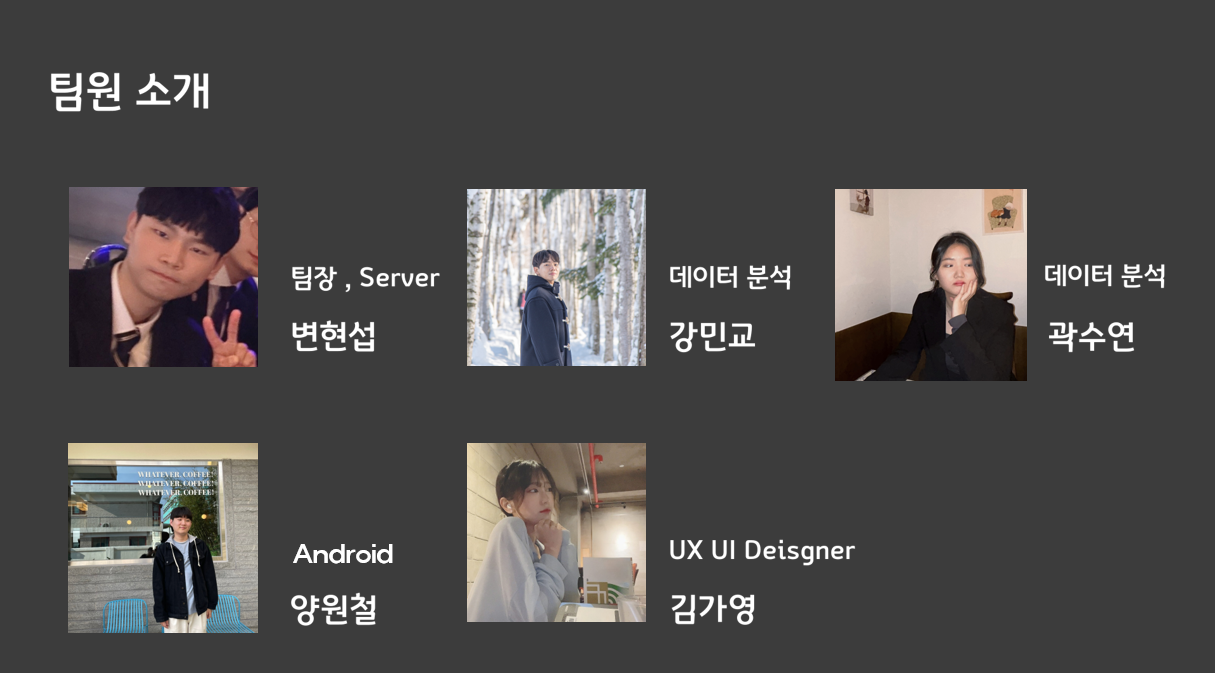 팀원 소개
팀장 , Server
변현섭
데이터 분석
강민교
데이터 분석
곽수연
WHATEVER, COFFEE!
WHATEVER, COFFEE!
WHATEVER, COFFEE!
Android
양원철
UX UI Deisgner
김가영